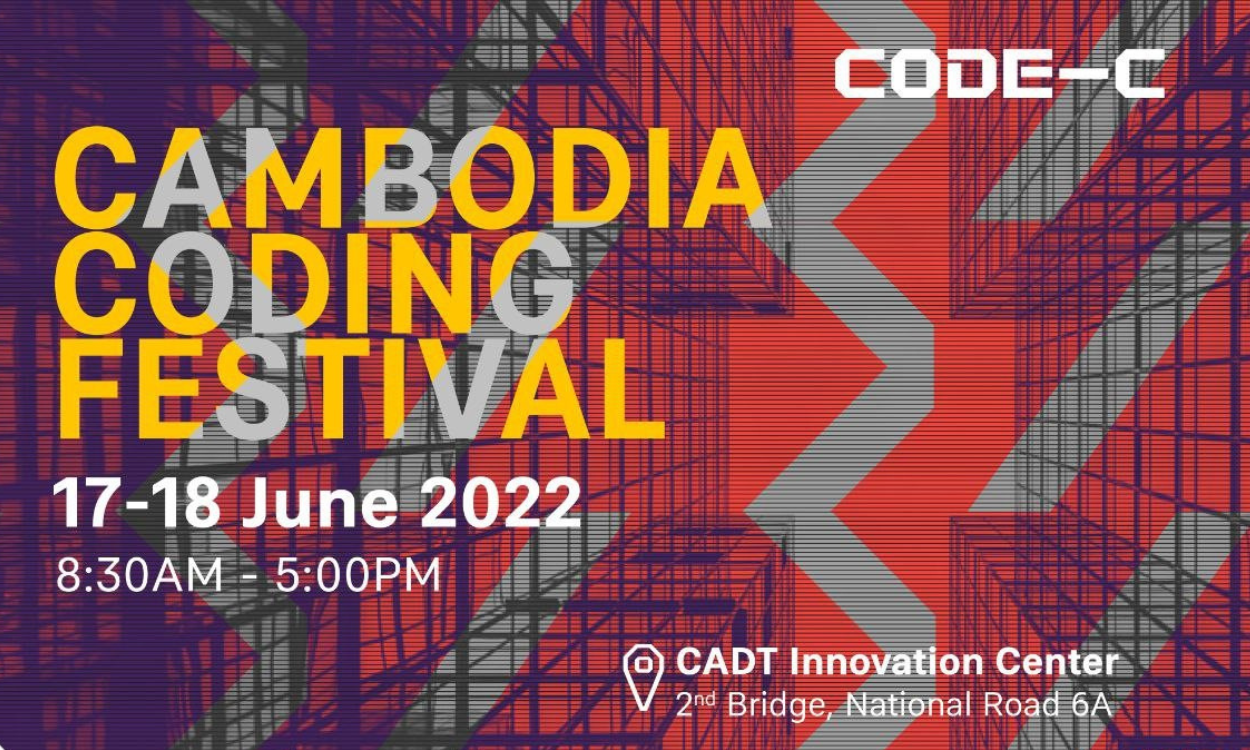 CODE-C
CAMBODIA
CODING
FESTIVAL
17-18 June 2022
8:30AM - 5:00PM
CADT Innovation Center
2nd Bridge, National Road 6A